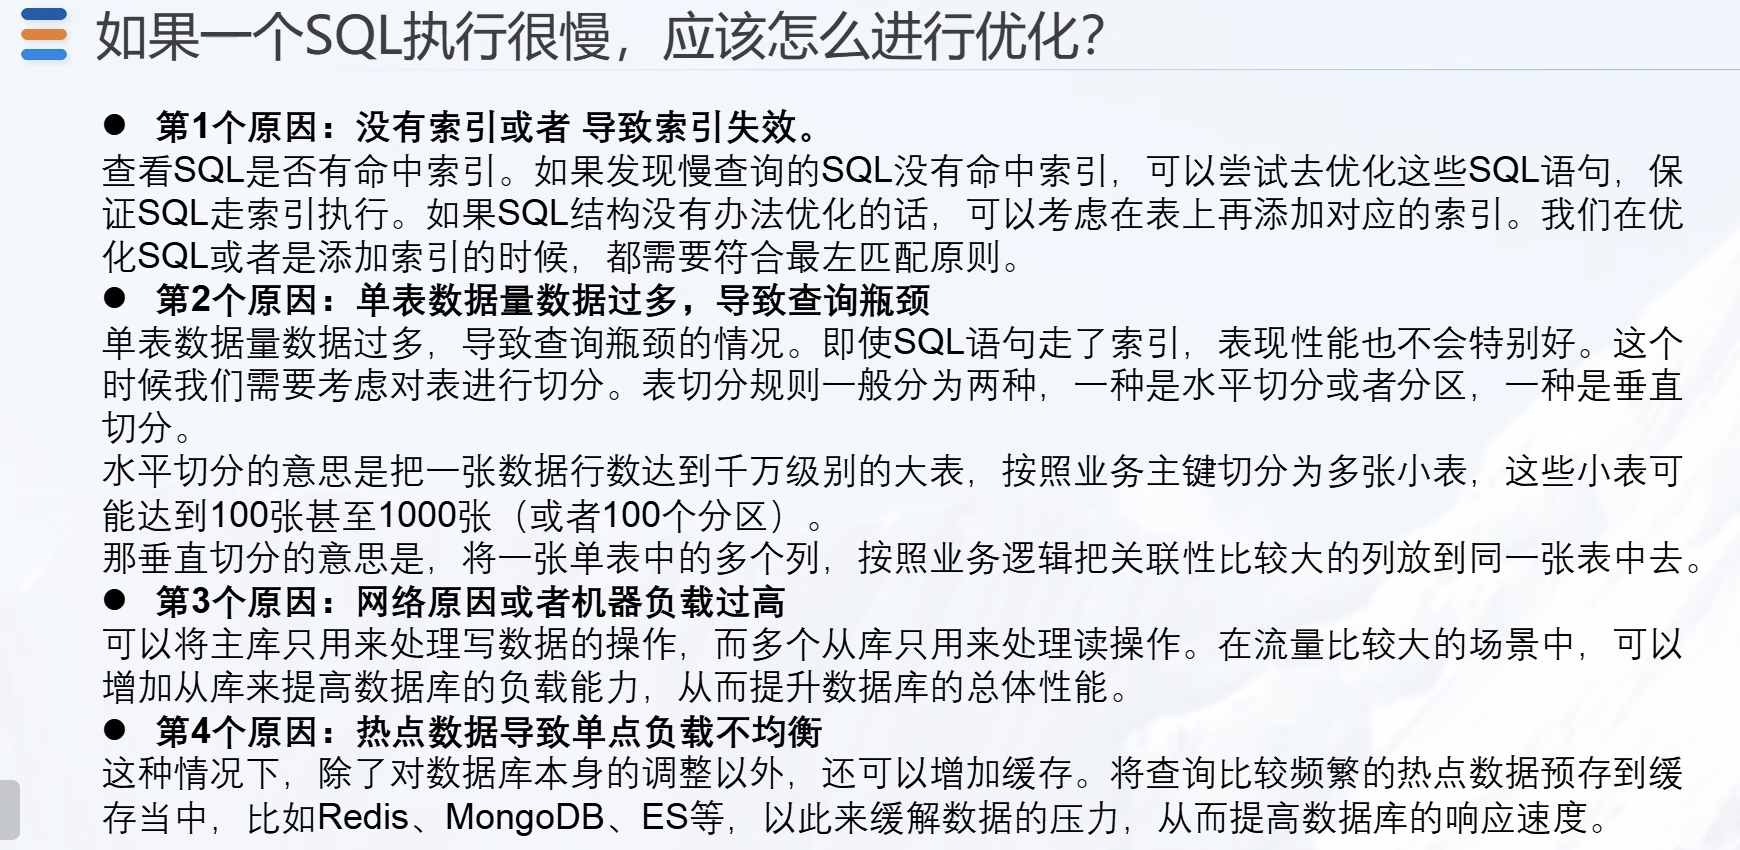 如果一个SQL执行很慢，应该怎么进行优化？
● 第1个原因：没有索引或者 导致索引失效。
查看SQL是否有命中索引。如果发现慢查询的SQL没有命中索引，可以尝试去优化这些SQL语句，保
证SQL走索引执行。如果SQL结构没有办法优化的话，可以考虑在表上再添加对应的索引。我们在优
化SQL或者是添加索引的时候，都需要符合最左匹配原则。
● 第2个原因：单表数据量数据过多，导致查询瓶颈
单表数据量数据过多，导致查询瓶颈的情况。即使SQL语句走了索引，表现性能也不会特别好。这个
时候我们需要考虑对表进行切分。表切分规则一般分为两种，一种是水平切分或者分区，一种是垂直
切分。
水平切分的意思是把一张数据行数达到千万级别的大表，按照业务主键切分为多张小表，这些小表可
能达到100张甚至1000张（或者100个分区）。
那垂直切分的意思是，将一张单表中的多个列，按照业务逻辑把关联性比较大的列放到同一张表中去。
● 第3个原因：网络原因或者机器负载过高
可以将主库只用来处理写数据的操作，而多个从库只用来处理读操作。在流量比较大的场景中，可以
增加从库来提高数据库的负载能力，从而提升数据库的总体性能。
● 第4个原因：热点数据导致单点负载不均衡
这种情况下，除了对数据库本身的调整以外，还可以增加缓存。将查询比较频繁的热点数据预存到缓
存当中，比如Redis、MongoDB、ES等，以此来缓解数据的压力，从而提高数据库的响应速度。